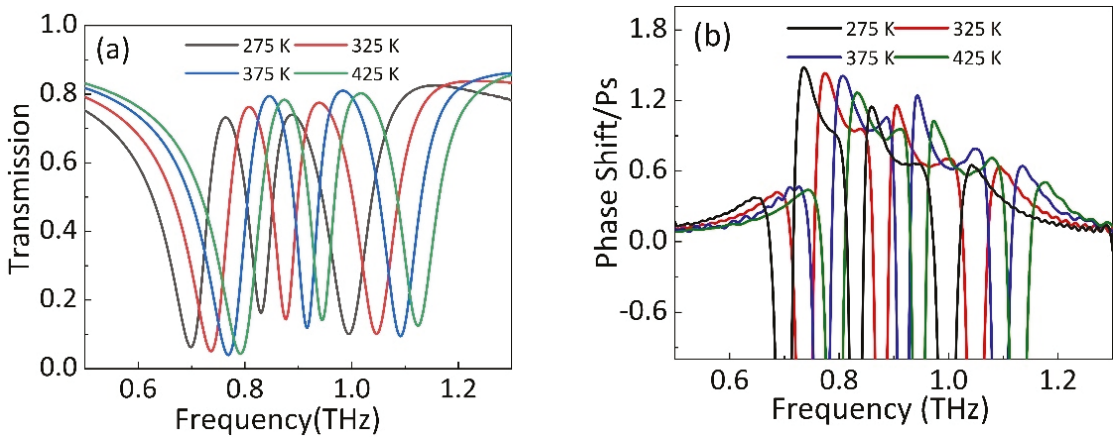 (a)
275 K 325 K
375 K 425 K
1.0
0.8
0.6
0.4
0.2
0.0
Transmission
0.6 0.8 1.0 1.2
Frequency(THz)
(b)
275 K 325 K
375 K 425 K
1.8
1.2
0.6
0.0
-0.6
Phase Shift/Ps
0.6 0.8 1.0 1.2
Frequency (THz)